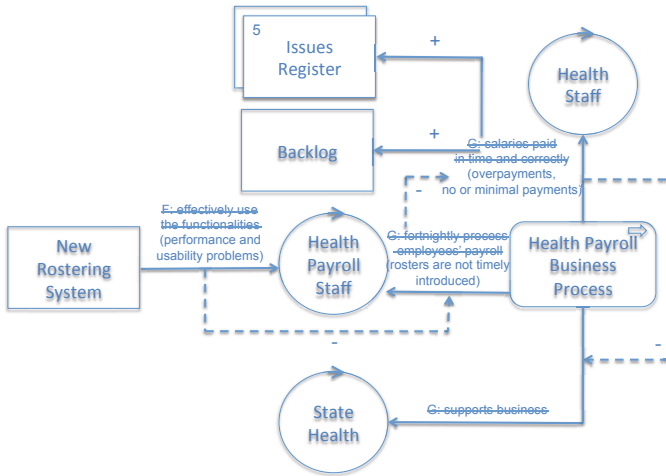 5
Issues
Register
+
Health
Staff
Backlog
+
G: salaries paid
in time and correctly
(overpayments,
no or minimal payments)
-
F: effectively use
the functionalities
(performance and
usability problems)
New
Rostering
System
Health
Payroll
Staff
G: fortnightly process
employees' payroll
(rosters are not timely
introduced)
Health Payroll
Business
Process
-
-
State
Health
G: supports business